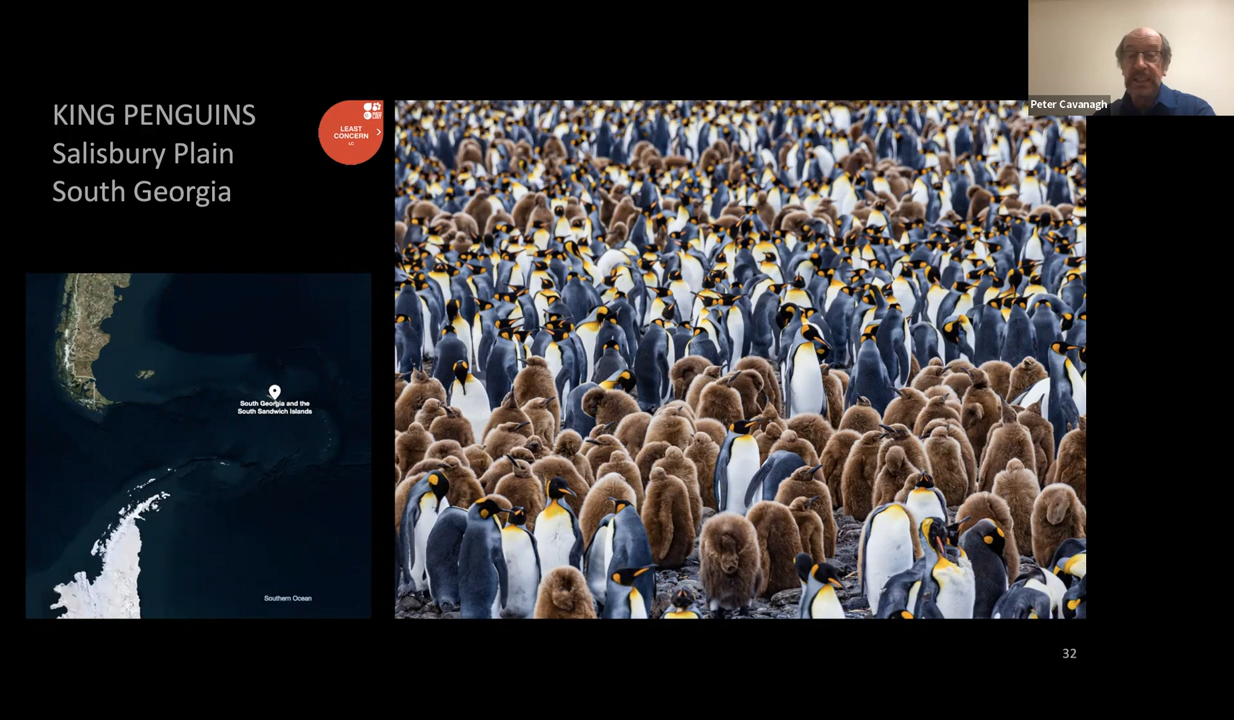 KING PENGUINS
Salisbury Plain
South Georgia
LEAST
CONCERN
LC
Peter Cavanagh
South Georgia and the
South Sandwich Islands
Southern Ocean
32